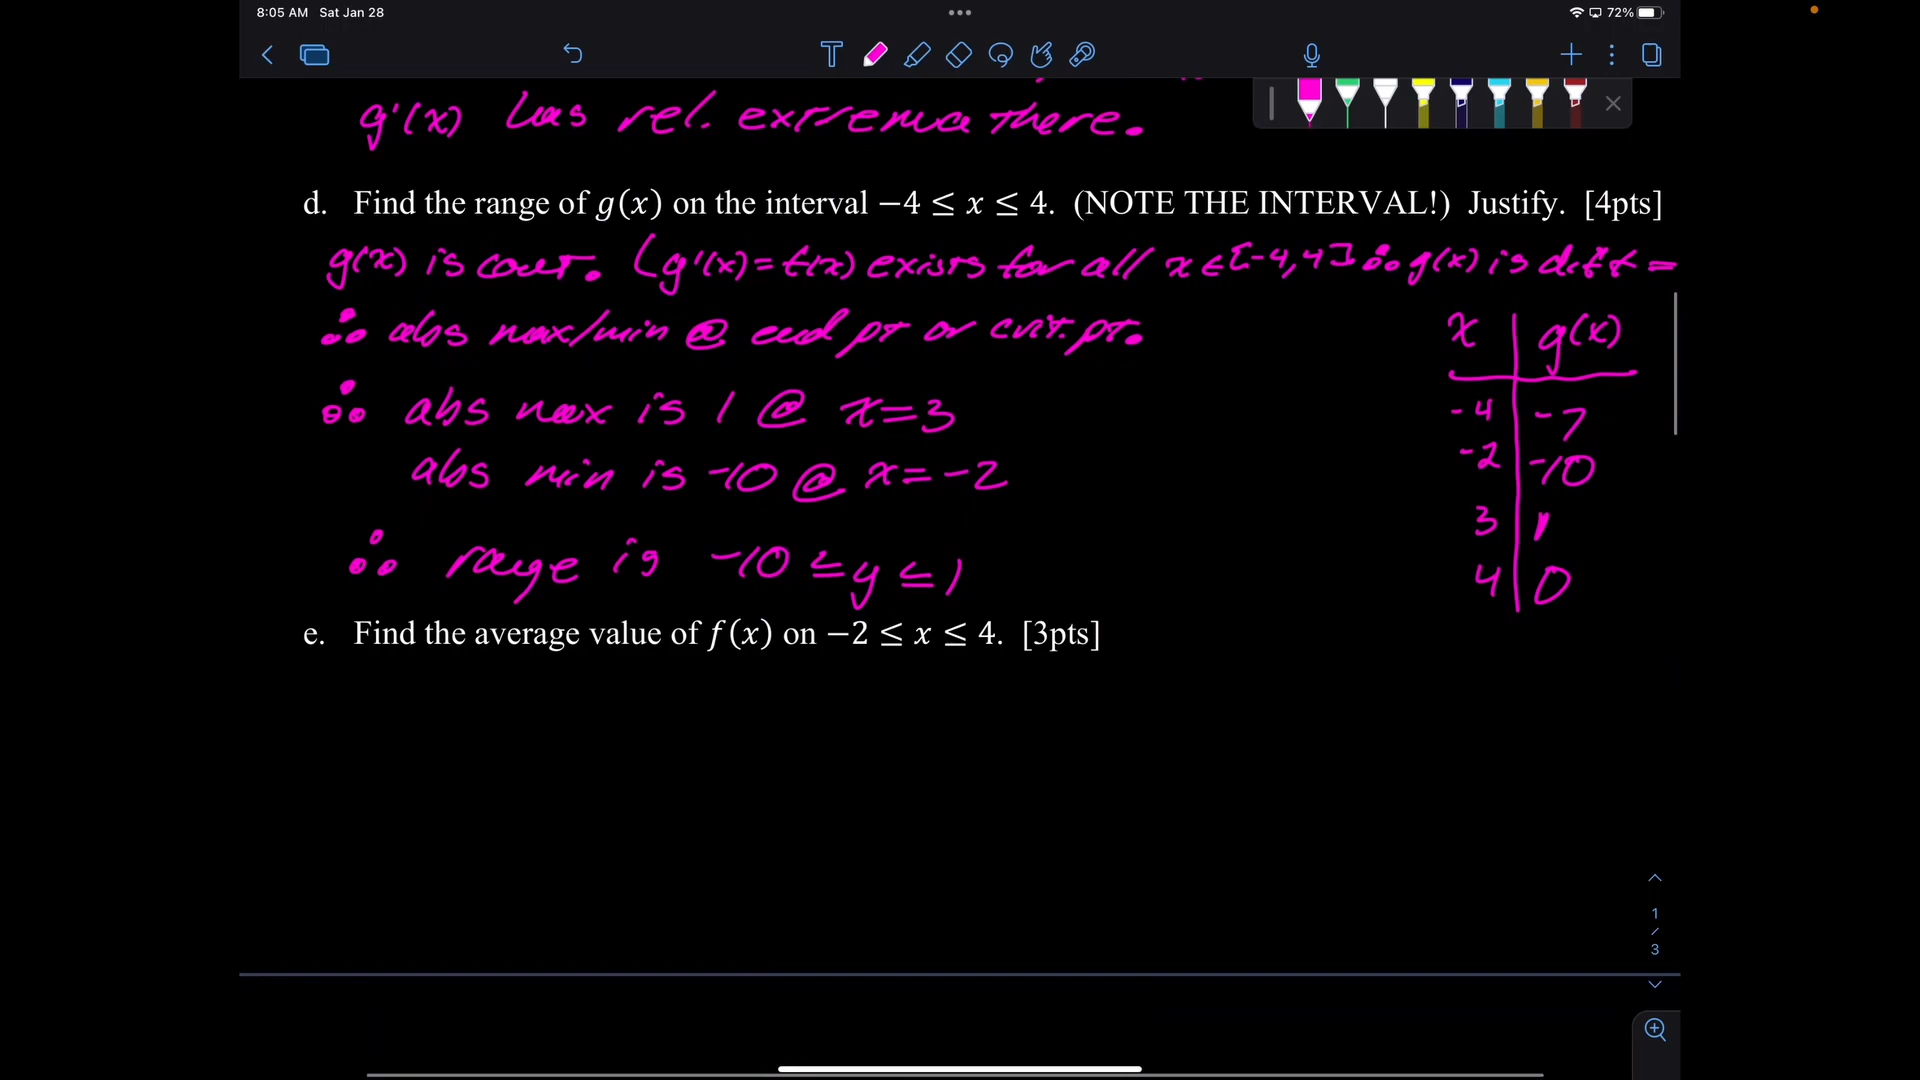 8:05 AM Sat Jan 28
72%
g'(x) has rel. extrema there.
d. Find the range of g(x) on the interval −4 ≤ x ≤ 4. (NOTE THE INTERVAL!) Justify. [4pts]
g(x) is cont. (g'(x)=f(x) exists for all x∈[-4,4] ∴ g(x) is diff =
∴ abs max/min @ end pt or crit. pt.
∴ abs max is 1 @ x=3
abs min is -10 @ x=-2
∴ range is -10 ≤ y ≤ 1
x | g(x)
-4 | -7
-2 | -10
3 | 1
4 | 0
e. Find the average value of f(x) on −2 ≤ x ≤ 4. [3pts]
1
/
3